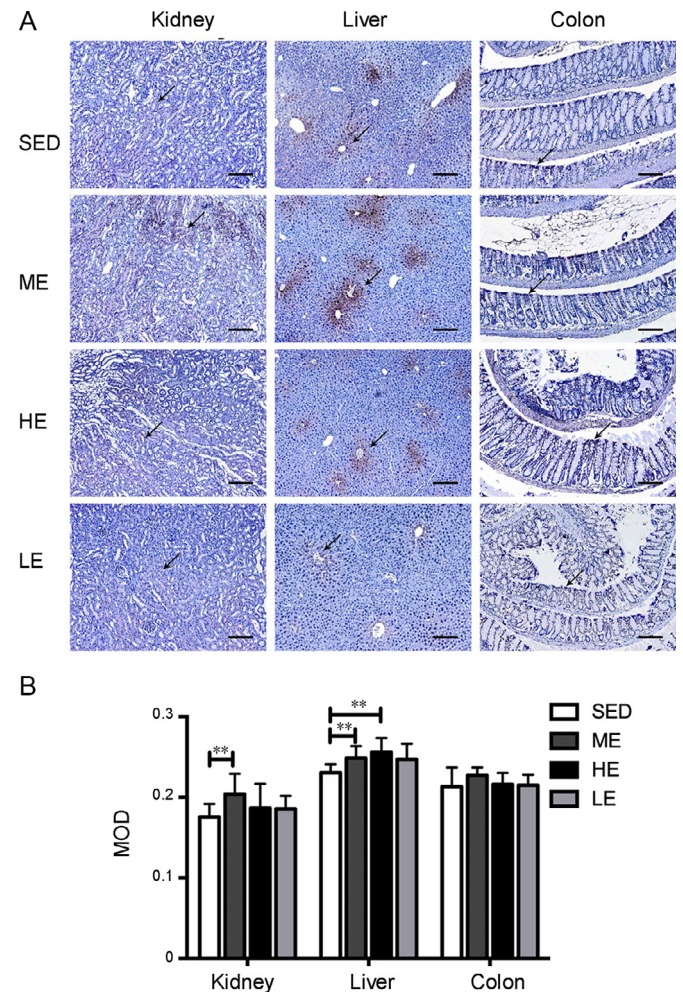 A
Kidney Liver Colon
SED
ME
HE
LE
B
** ** **
MOD
0.3
0.2
0.1
0
Kidney Liver Colon
SED
ME
HE
LE